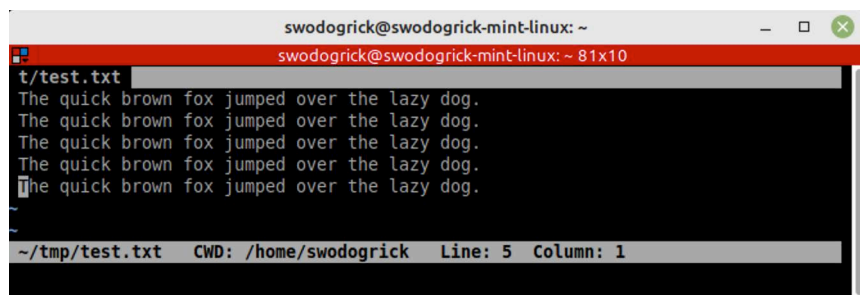 swodogrick@swodogrick-mint-linux: ~
swodogrick@swodogrick-mint-linux: ~ 81x10
t/test.txt
The quick brown fox jumped over the lazy dog.
The quick brown fox jumped over the lazy dog.
The quick brown fox jumped over the lazy dog.
The quick brown fox jumped over the lazy dog.
The quick brown fox jumped over the lazy dog.
~
~
~/tmp/test.txt   CWD: /home/swodogrick   Line: 5  Column: 1